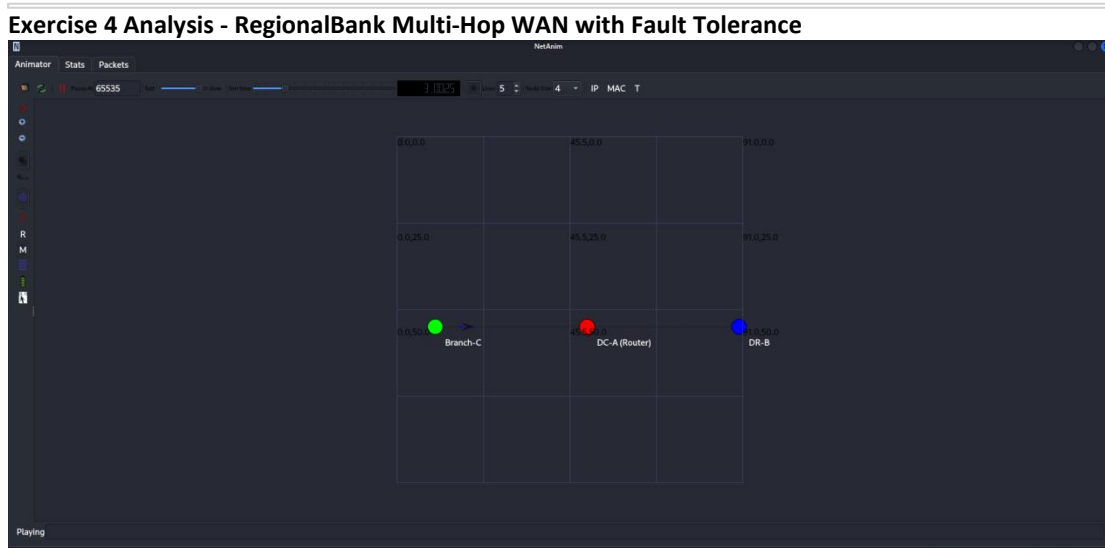 Exercise 4 Analysis - RegionalBank Multi-Hop WAN with Fault Tolerance
N NetAnim
Animator Stats Packets
65535 3.0025 5 4 IP MAC T
0.0,0.0 45.5,0.0 91.0,0.0
R
M
0.0,25.0 45.5,25.0 91.0,25.0
0.0,50.0 91.0,50.0
Branch-C DC-A (Router) DR-B
Playing